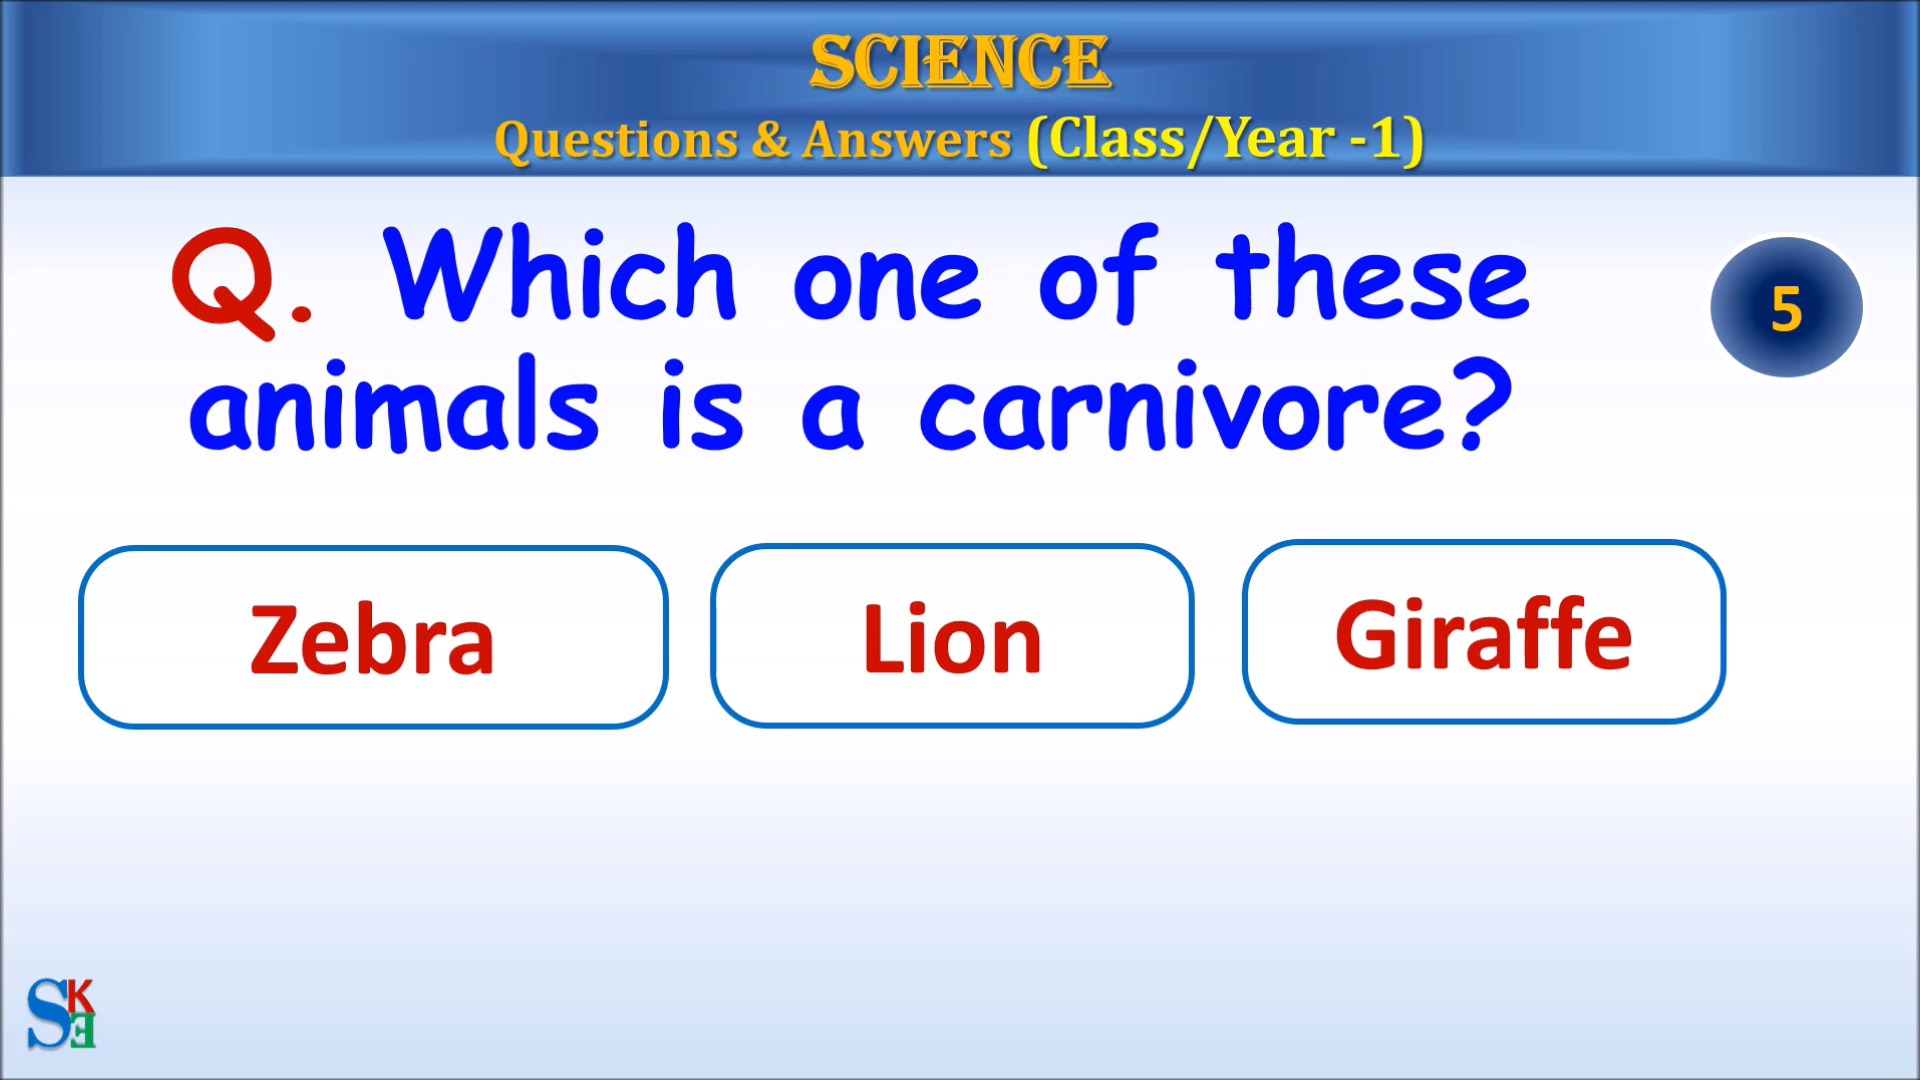 SCIENCE
Questions & Answers (Class/Year -1)
Q. Which one of these
animals is a carnivore?
5
Zebra
Lion
Giraffe
SKE